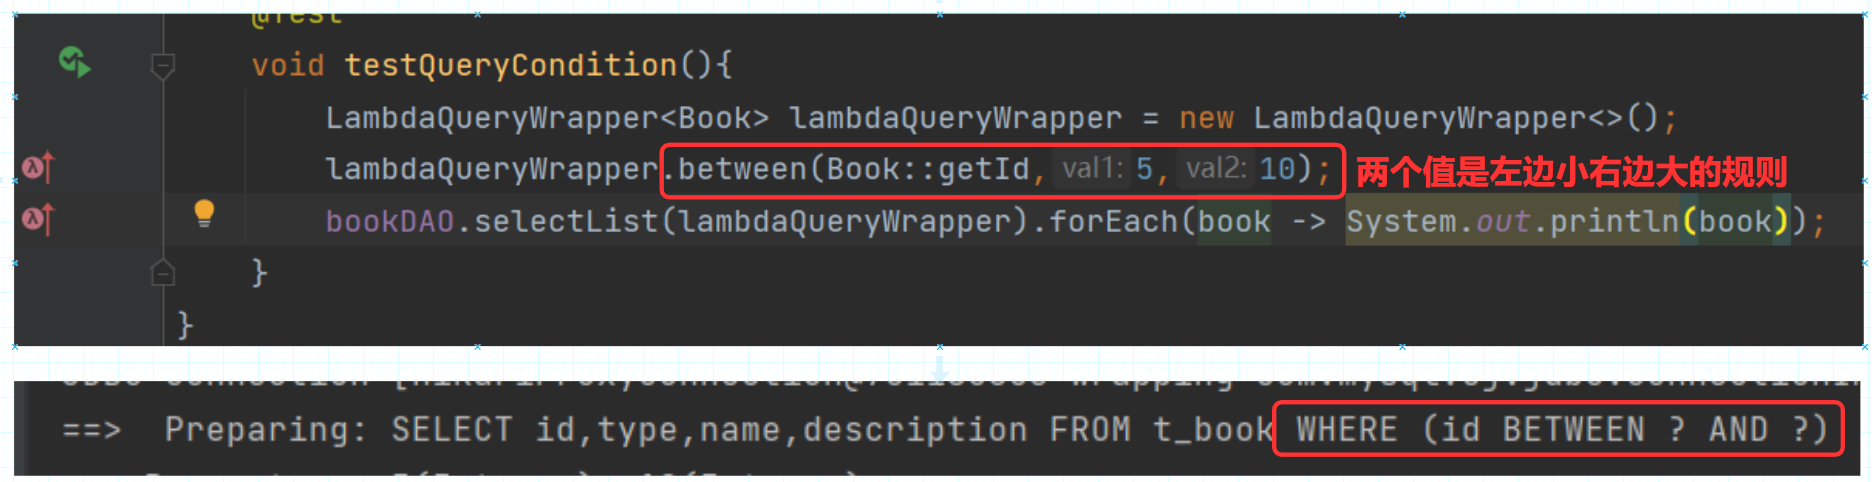 @Test
void testQueryCondition(){
LambdaQueryWrapper<Book> lambdaQueryWrapper = new LambdaQueryWrapper<>();
lambdaQueryWrapper.between(Book::getId, val1: 5, val2: 10); 两个值是左边小右边大的规则
bookDAO.selectList(lambdaQueryWrapper).forEach(book -> System.out.println(book));
}
}
==> Preparing: SELECT id,type,name,description FROM t_book WHERE (id BETWEEN ? AND ?)